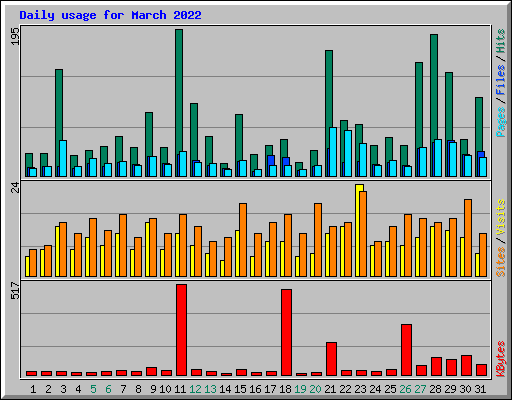 Daily usage for March 2022
195
Pages / Files / Hits
24
Sites / Visits
517
KBytes
1 2 3 4 5 6 7 8 9 10 11 12 13 14 15 16 17 18 19 20 21 22 23 24 25 26 27 28 29 30 31